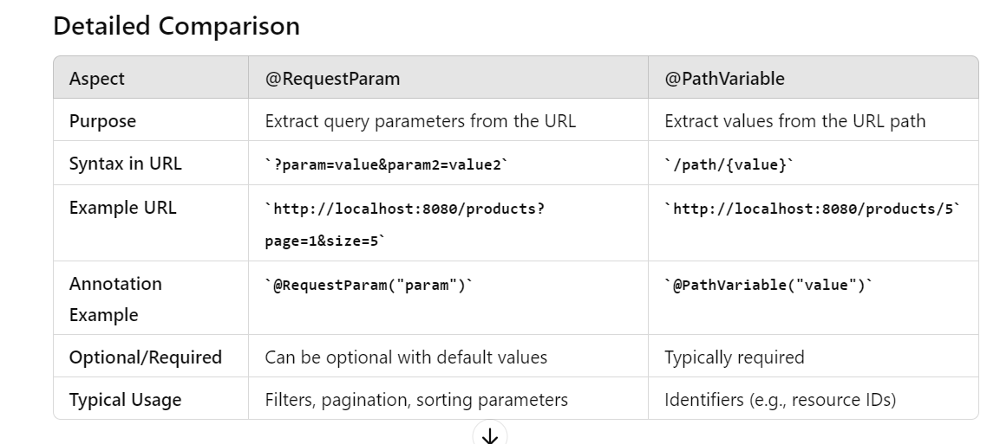 Detailed Comparison
Aspect @RequestParam @PathVariable
Purpose Extract query parameters from the URL Extract values from the URL path
Syntax in URL `?param=value&param2=value2` `/path/{value}`
Example URL `http://localhost:8080/products? `http://localhost:8080/products/5`
page=1&size=5`
Annotation `@RequestParam("param")` `@PathVariable("value")`
Example
Optional/Required Can be optional with default values Typically required
Typical Usage Filters, pagination, sorting parameters Identifiers (e.g., resource IDs)